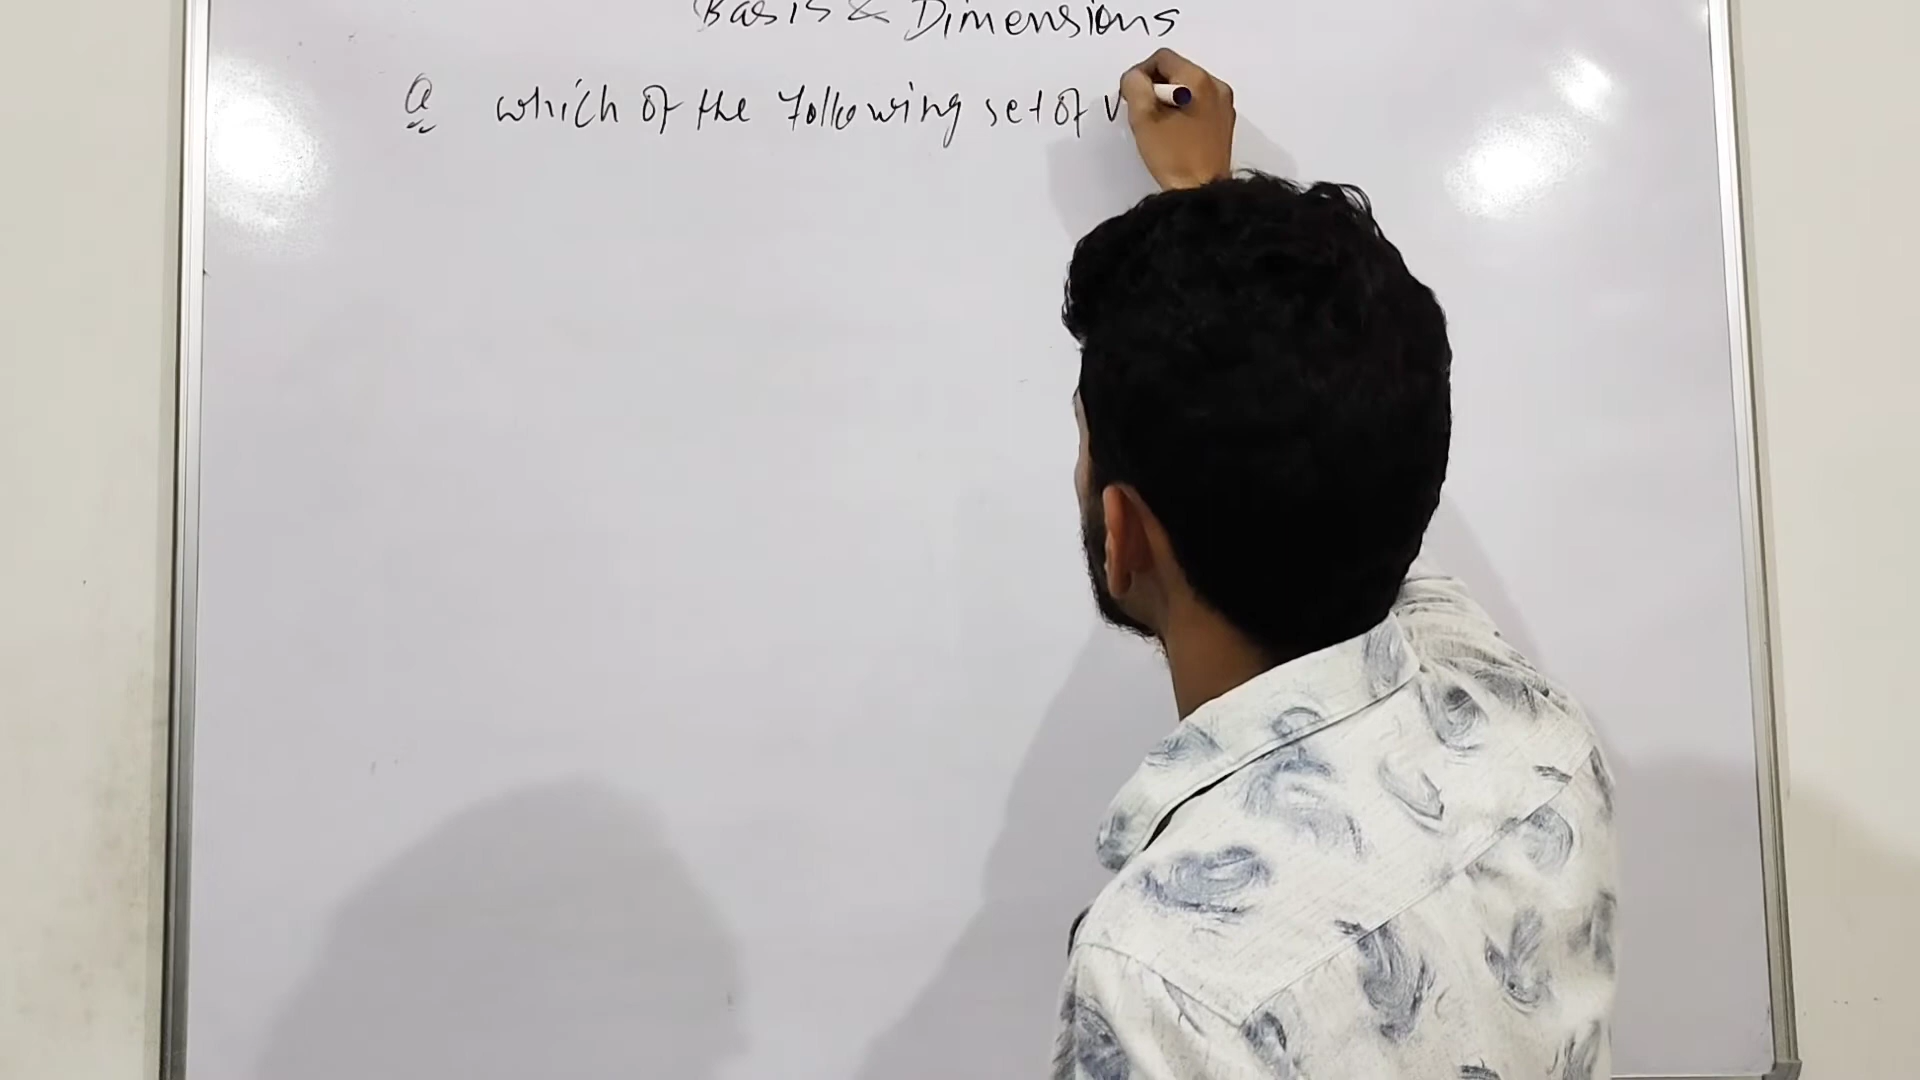 Basis & Dimensions
Q which of the following set of v